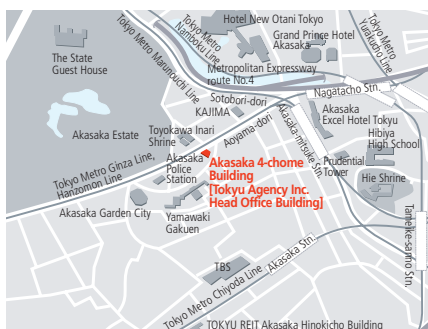 Hotel New Otani Tokyo
Tokyo Metro
Namboku Line
Grand Prince Hotel
Akasaka
Tokyo Metro
Yurakucho Line
The State
Guest House
Tokyo Metro Marunouchi Line
Metropolitan Expressway
route No.4
Nagatacho Stn.
Sotobori-dori
KAJIMA
Akasaka
Excel Hotel Tokyu
Akasaka Estate
Toyokawa Inari
Shrine
Aoyama-dori
Akasaka-mitsuke Stn.
Hibiya
High School
Akasaka
Police
Station
Akasaka 4-chome
Building
[Tokyu Agency Inc.
Head Office Building]
Prudential
Tower
Hie Shrine
Tokyo Metro Ginza Line,
Hanzomon Line
Akasaka Garden City
Yamawaki
Gakuen
Tameike-sanno Stn.
TBS
Akasaka Stn.
Tokyo Metro Chiyoda Line
TOKYU REIT Akasaka Hinokicho Building